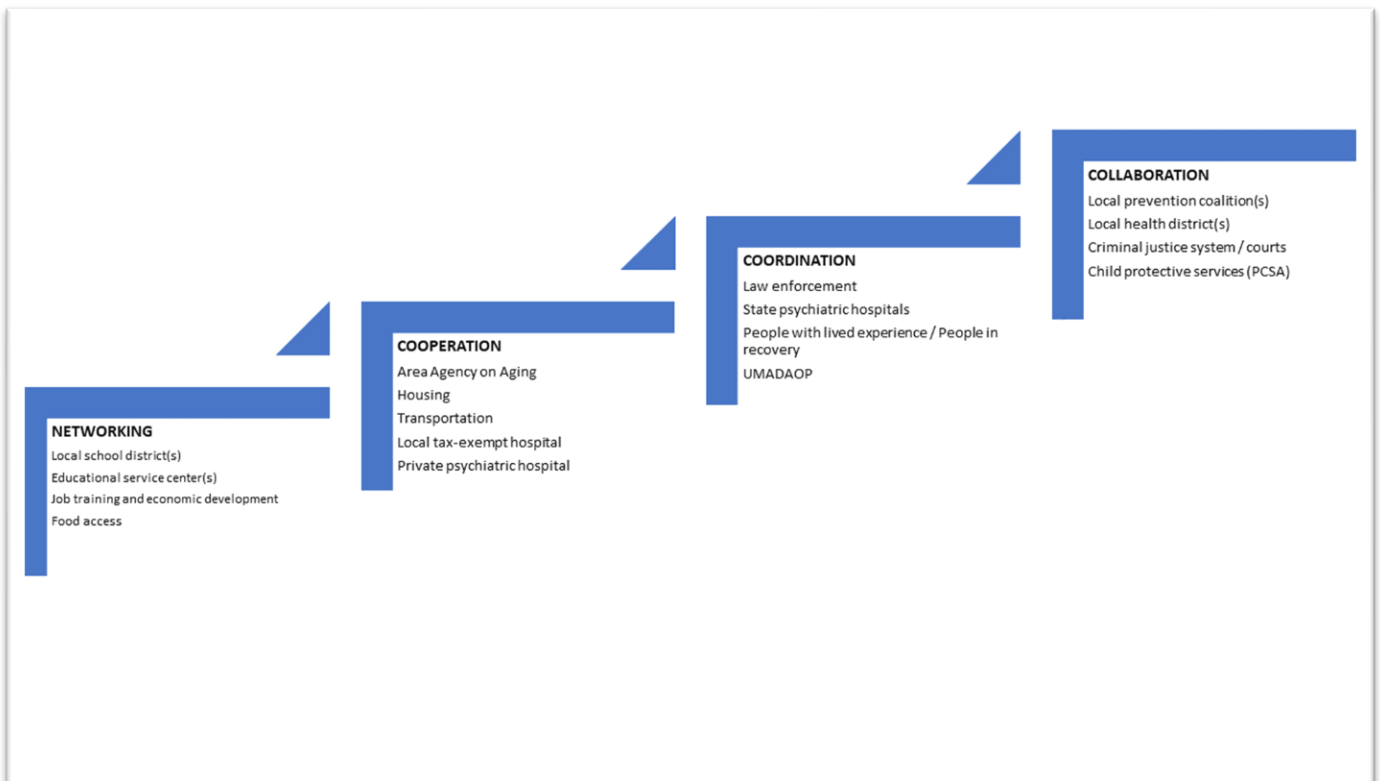 NETWORKING
Local school district(s)
Educational service center(s)
Job training and economic development
Food access
COOPERATION
Area Agency on Aging
Housing
Transportation
Local tax-exempt hospital
Private psychiatric hospital
COORDINATION
Law enforcement
State psychiatric hospitals
People with lived experience / People in
recovery
UMADAOP
COLLABORATION
Local prevention coalition(s)
Local health district(s)
Criminal justice system / courts
Child protective services (PCSA)